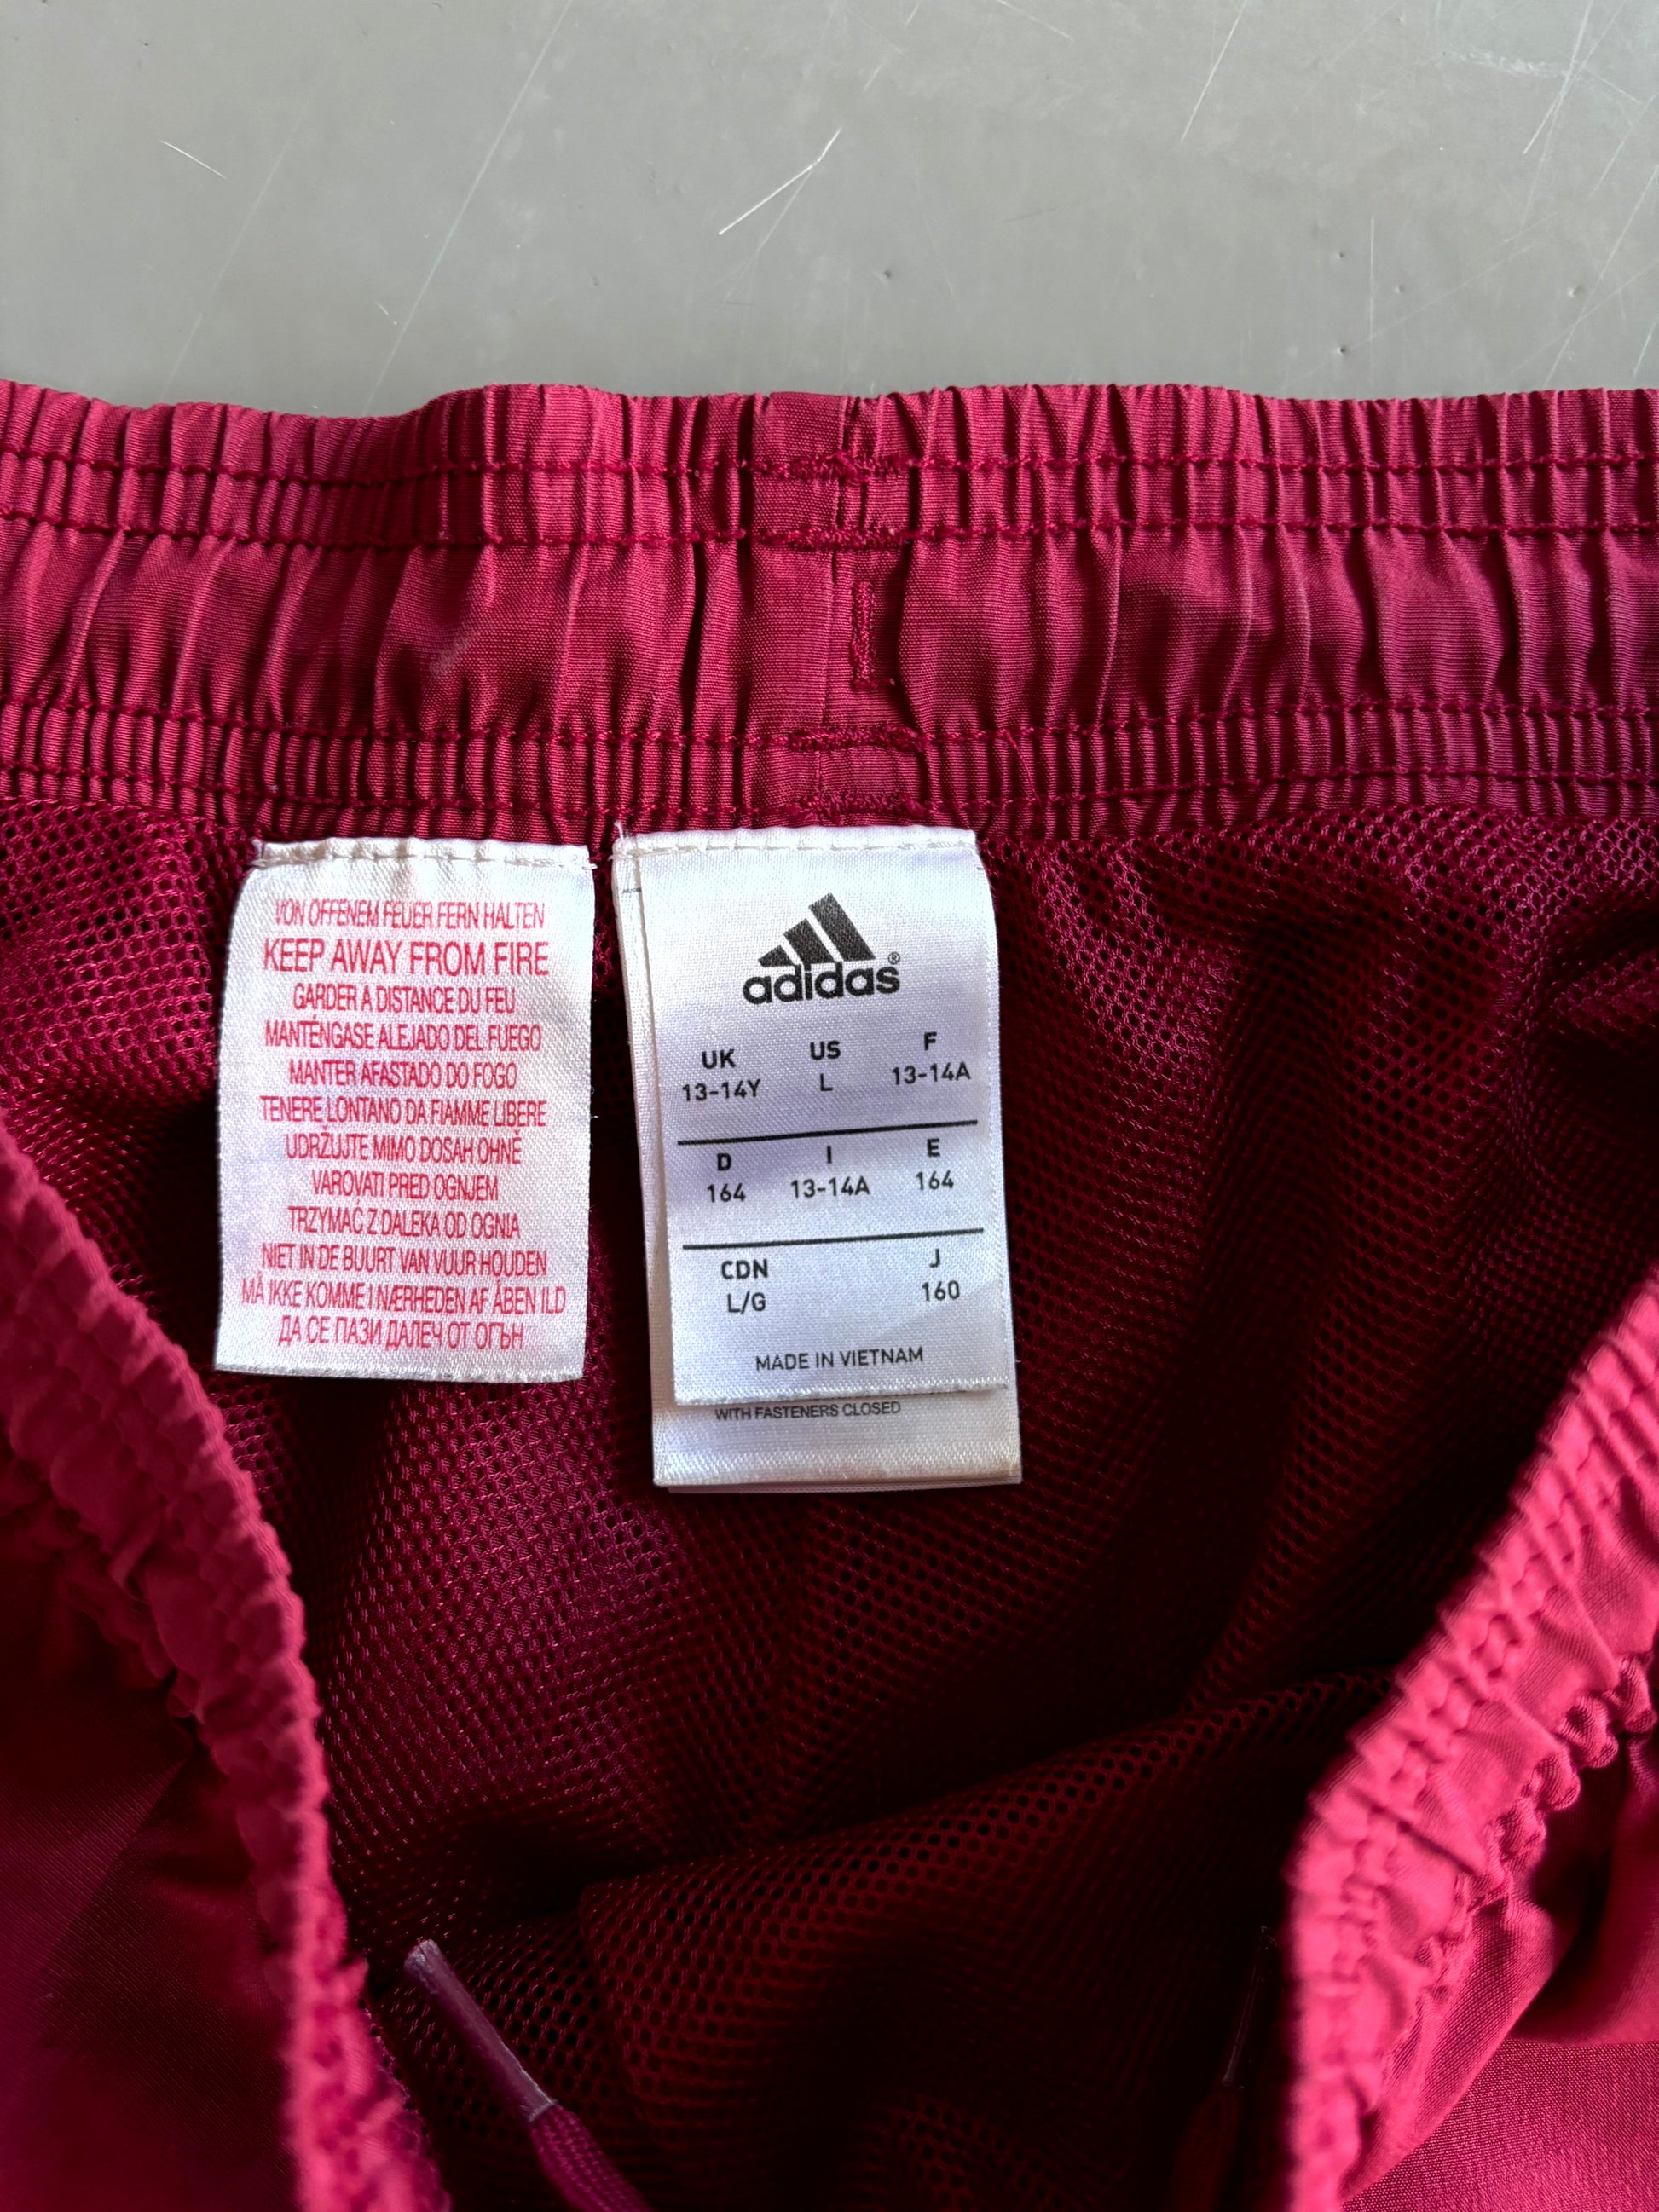 VON OFFENEM FEUER FERN HALTEN
KEEP AWAY FROM FIRE
GARDER A DISTANCE DU FEU
MANTÉNGASE ALEJADO DEL FUEGO
MANTER AFASTADO DO FOGO
TENERE LONTANO DA FIAMME LIBERE
UDRŽUJTE MIMO DOSAH OHNĚ
VAROVATI PRED OGNJEM
TRZYMAĆ Z DALEKA OD OGNIA
NIET IN DE BUURT VAN VUUR HOUDEN
MÅ IKKE KOMME I NÆRHEDEN AF ÅBEN ILD
ДА СЕ ПАЗИ ДАЛЕЧ ОТ ОГЪН
adidas®
UK US F
13-14Y L 13-14A
D I E
164 13-14A 164
CDN J
L/G 160
MADE IN VIETNAM
WITH FASTENERS CLOSED